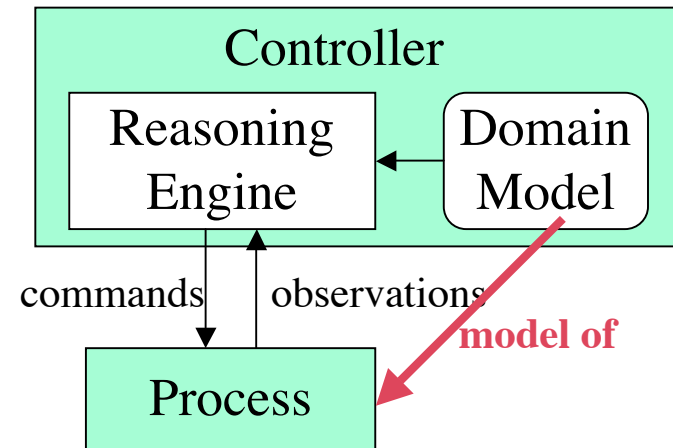 Controller
Reasoning
Engine
Domain
Model
commands
observations
model of
Process